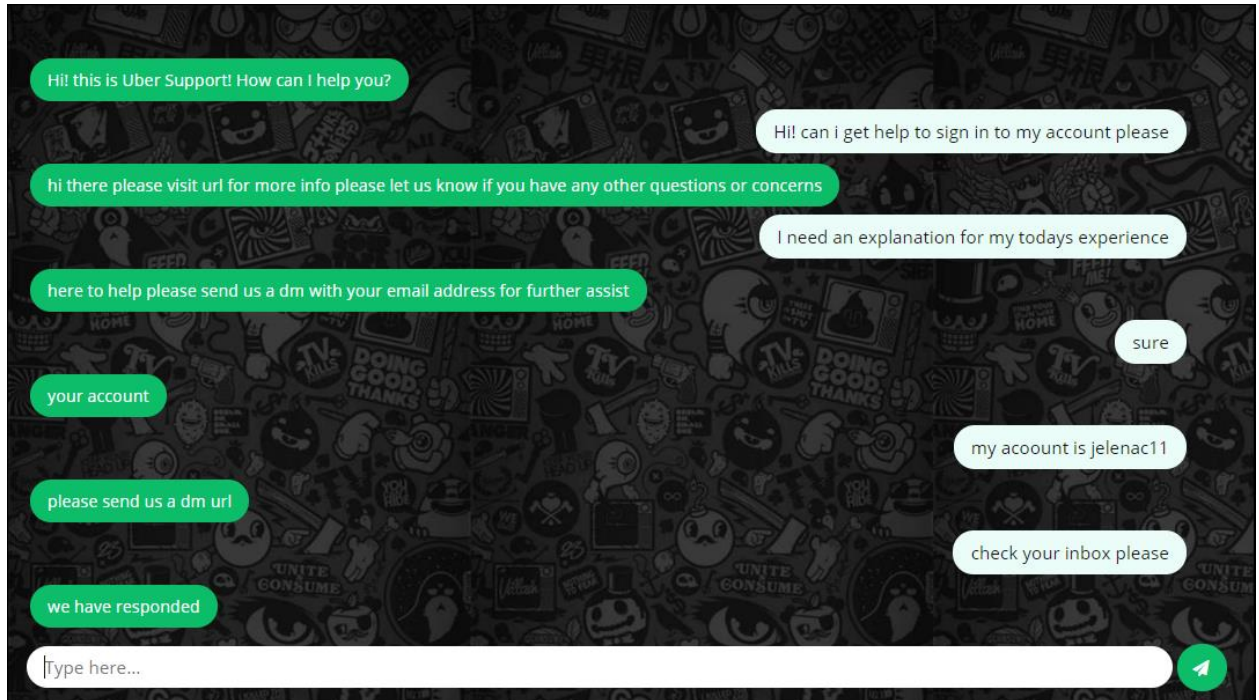 Hi! this is Uber Support! How can I help you?
Hi! can i get help to sign in to my account please
hi there please visit url for more info please let us know if you have any other questions or concerns
I need an explanation for my todays experience
here to help please send us a dm with your email address for further assist
sure
your account
my acoount is jelenac11
please send us a dm url
check your inbox please
we have responded
Type here...